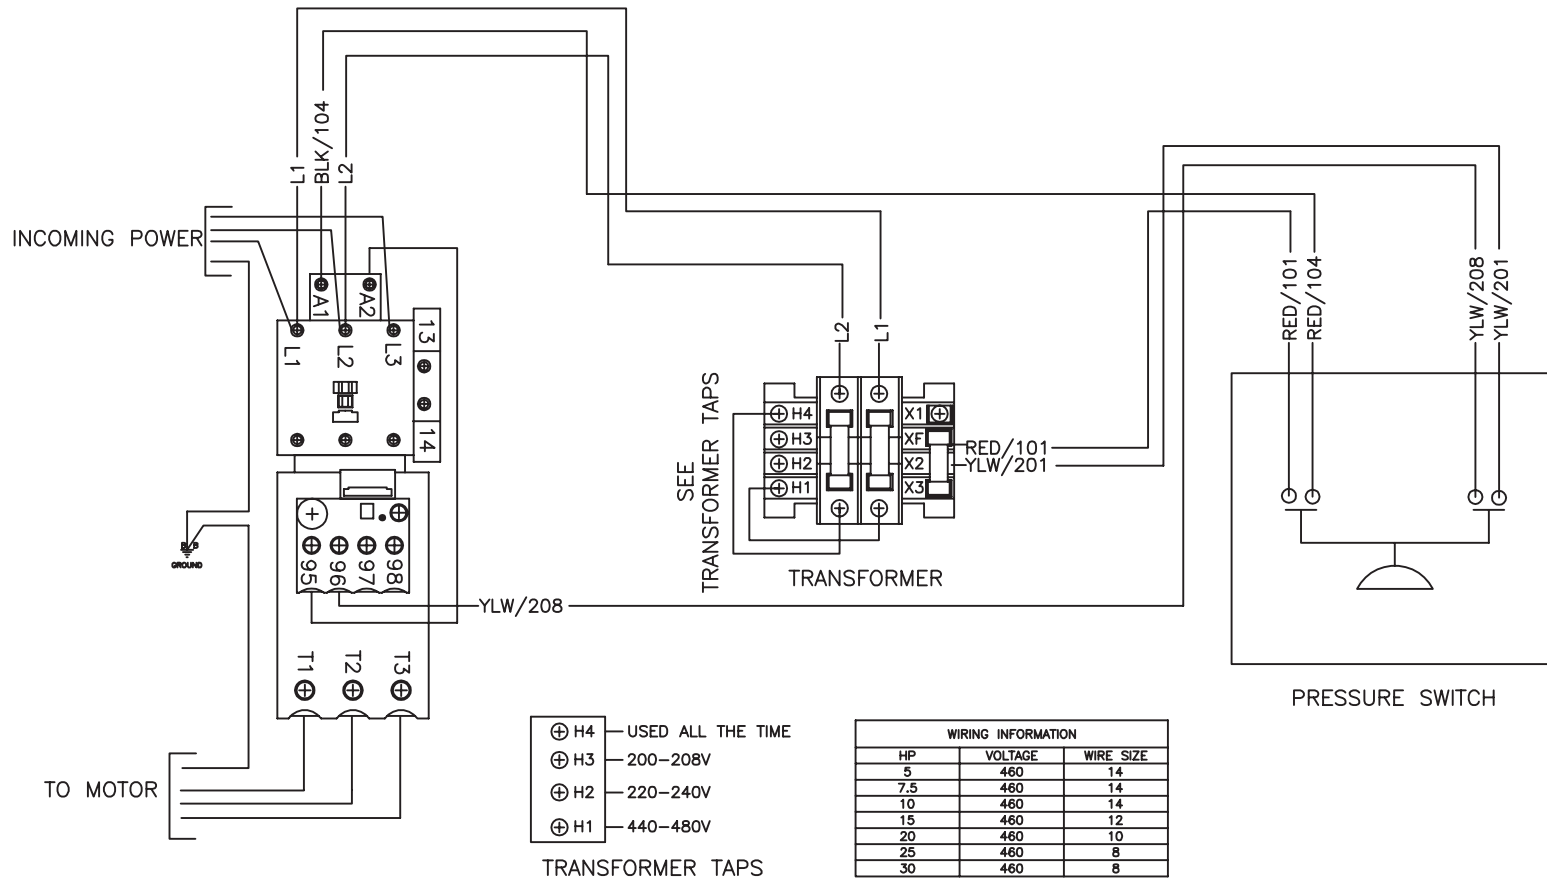 L1
BLK/104
L2
INCOMING POWER
A1
A2
L1
L2
L3
13
14
95
96
97
98
T1
T2
T3
GROUND
TO MOTOR
YLW/208
L2
L1
H4
H3
H2
H1
X1
XF
X2
X3
RED/101
YLW/201
SEE
TRANSFORMER TAPS
TRANSFORMER
RED/101
RED/104
YLW/208
YLW/201
PRESSURE SWITCH
H4 USED ALL THE TIME
H3 200-208V
H2 220-240V
H1 440-480V
TRANSFORMER TAPS
WIRING INFORMATION
HP VOLTAGE WIRE SIZE
5 460 14
7.5 460 14
10 460 14
15 460 12
20 460 10
25 460 8
30 460 8